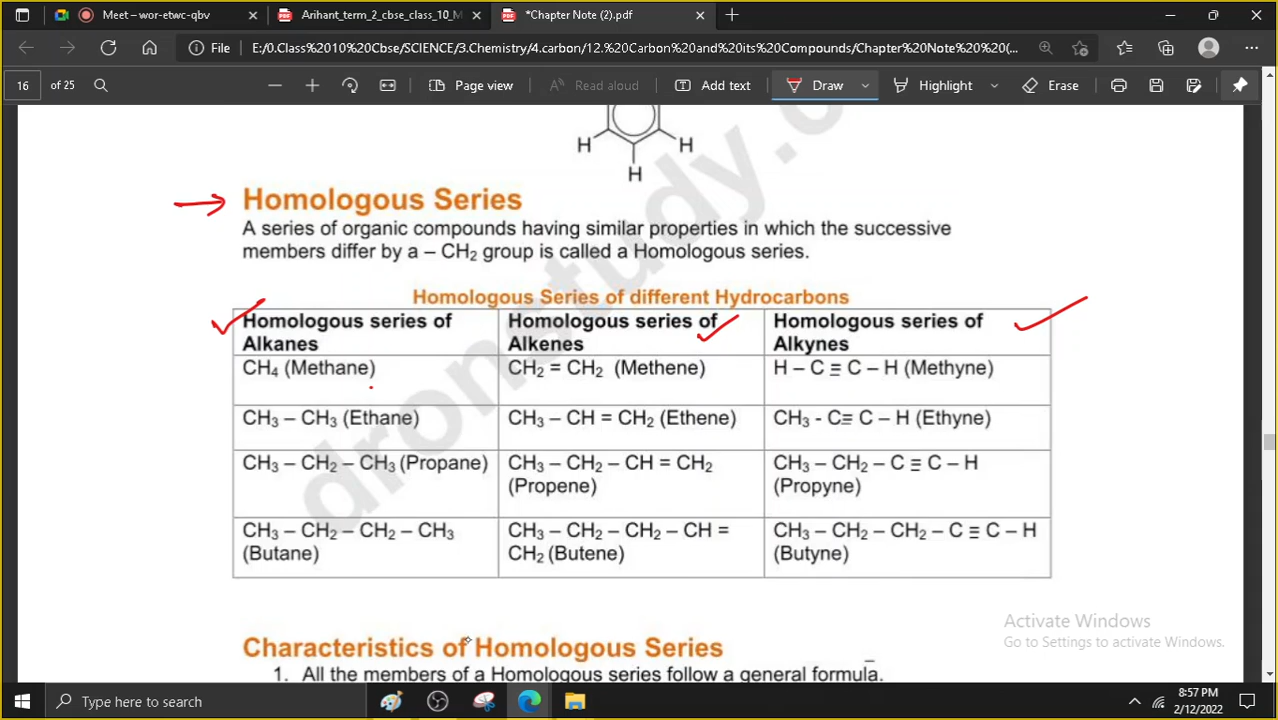 Meet – wor-etwc-qbv
Arihant_term_2_cbse_class_10_M
*Chapter Note (2).pdf
File
E:/0.Class%2010%20Cbse/SCIENCE/3.Chemistry/4.carbon/12.%20Carbon%20and%20its%20Compounds/Chapter%20Note%20%20(...
16 of 25
Page view
Read aloud
Add text
Draw
Highlight
Erase
H H
H
dronstudy.c
Homologous Series
A series of organic compounds having similar properties in which the successive
members differ by a – CH₂ group is called a Homologous series.
Homologous Series of different Hydrocarbons
Homologous series of Alkanes
Homologous series of Alkenes
Homologous series of Alkynes
CH₄ (Methane)
CH₂ = CH₂ (Methene)
H – C ≡ C – H (Methyne)
CH₃ – CH₃ (Ethane)
CH₃ – CH = CH₂ (Ethene)
CH₃ - C≡ C – H (Ethyne)
CH₃ – CH₂ – CH₃ (Propane)
CH₃ – CH₂ – CH = CH₂
(Propene)
CH₃ – CH₂ – C ≡ C – H
(Propyne)
CH₃ – CH₂ – CH₂ – CH₃
(Butane)
CH₃ – CH₂ – CH₂ – CH =
CH₂ (Butene)
CH₃ – CH₂ – CH₂ – C ≡ C – H
(Butyne)
Activate Windows
Go to Settings to activate Windows.
Characteristics of Homologous Series
1. All the members of a Homologous series follow a general formula.
Type here to search
8:57 PM
2/12/2022